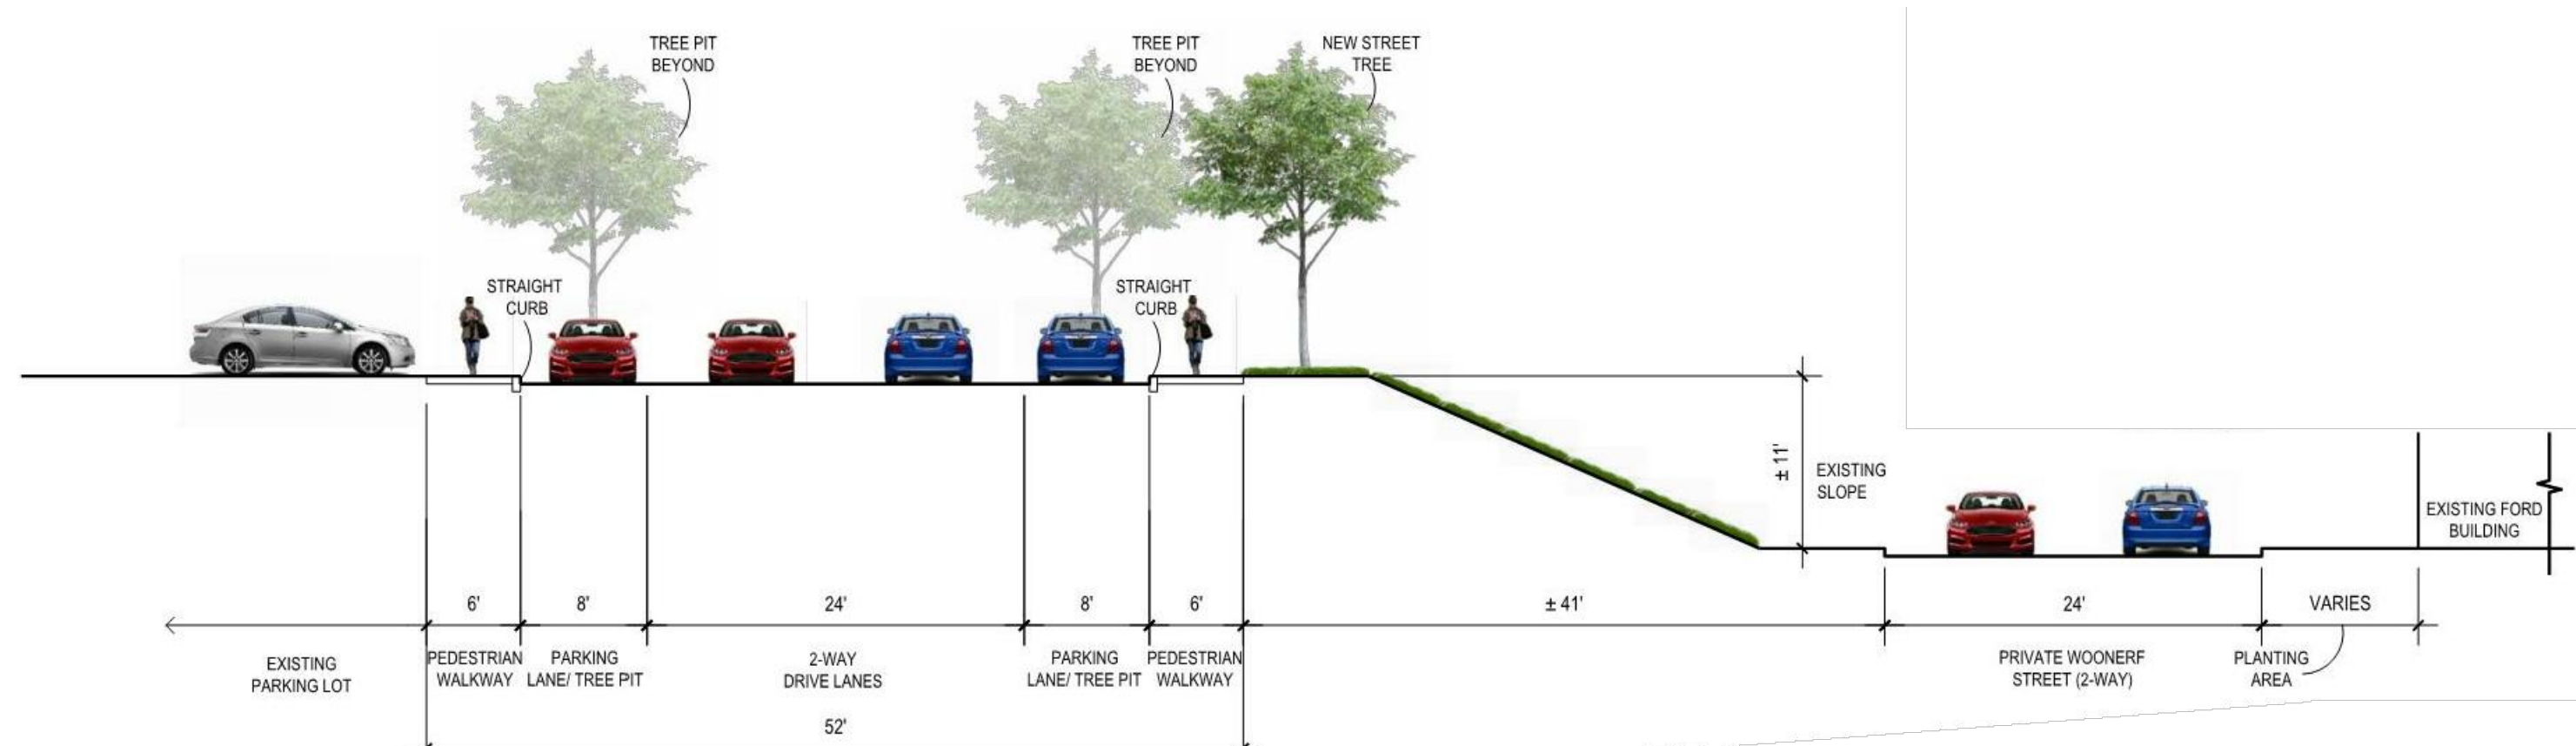 TREE PIT
BEYOND
TREE PIT
BEYOND
NEW STREET
TREE
STRAIGHT
CURB
STRAIGHT
CURB
± 11'
EXISTING
SLOPE
EXISTING FORD
BUILDING
6'
8'
24'
8'
6'
± 41'
24'
VARIES
EXISTING
PARKING LOT
PEDESTRIAN
WALKWAY
PARKING
LANE/ TREE PIT
2-WAY
DRIVE LANES
PARKING
LANE/ TREE PIT
PEDESTRIAN
WALKWAY
PRIVATE WOONERF
STREET (2-WAY)
PLANTING
AREA
52'